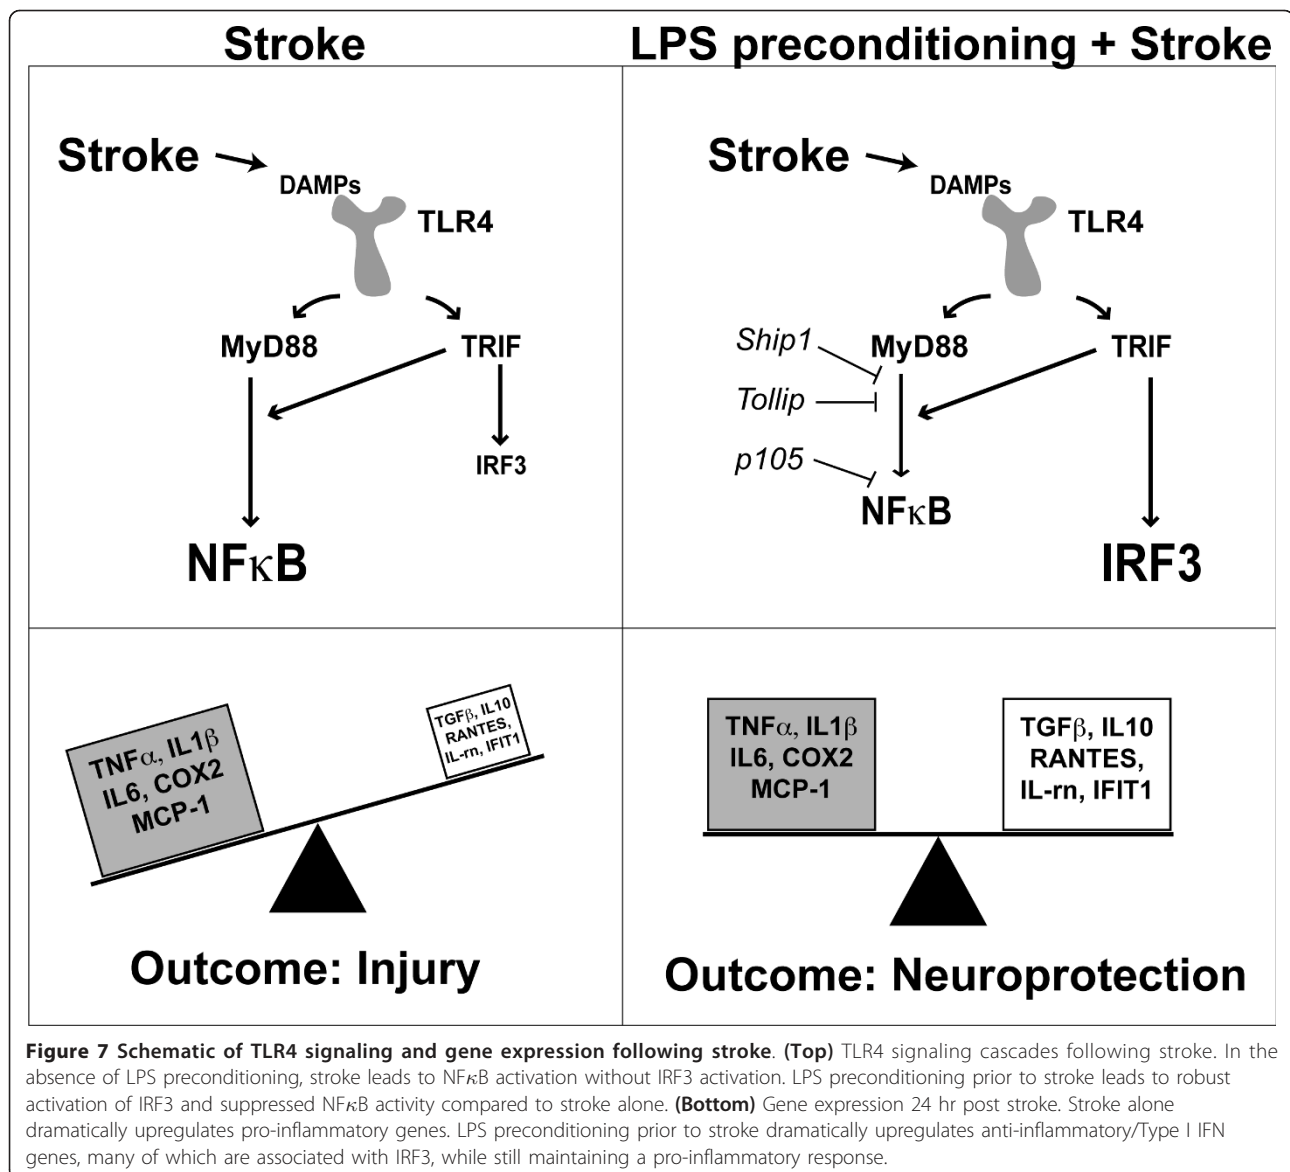 Stroke
LPS preconditioning + Stroke
Stroke
DAMPs
TLR4
MyD88
TRIF
IRF3
NFκB
Stroke
DAMPs
TLR4
Ship1
MyD88
TRIF
Tollip
p105
NFκB
IRF3
TNFα, IL1β
IL6, COX2
MCP-1
TGFβ, IL10
RANTES,
IL-rn, IFIT1
Outcome: Injury
TNFα, IL1β
IL6, COX2
MCP-1
TGFβ, IL10
RANTES,
IL-rn, IFIT1
Outcome: Neuroprotection
Figure 7 Schematic of TLR4 signaling and gene expression following stroke. (Top) TLR4 signaling cascades following stroke. In the
absence of LPS preconditioning, stroke leads to NFκB activation without IRF3 activation. LPS preconditioning prior to stroke leads to robust
activation of IRF3 and suppressed NFκB activity compared to stroke alone. (Bottom) Gene expression 24 hr post stroke. Stroke alone
dramatically upregulates pro-inflammatory genes. LPS preconditioning prior to stroke dramatically upregulates anti-inflammatory/Type I IFN
genes, many of which are associated with IRF3, while still maintaining a pro-inflammatory response.